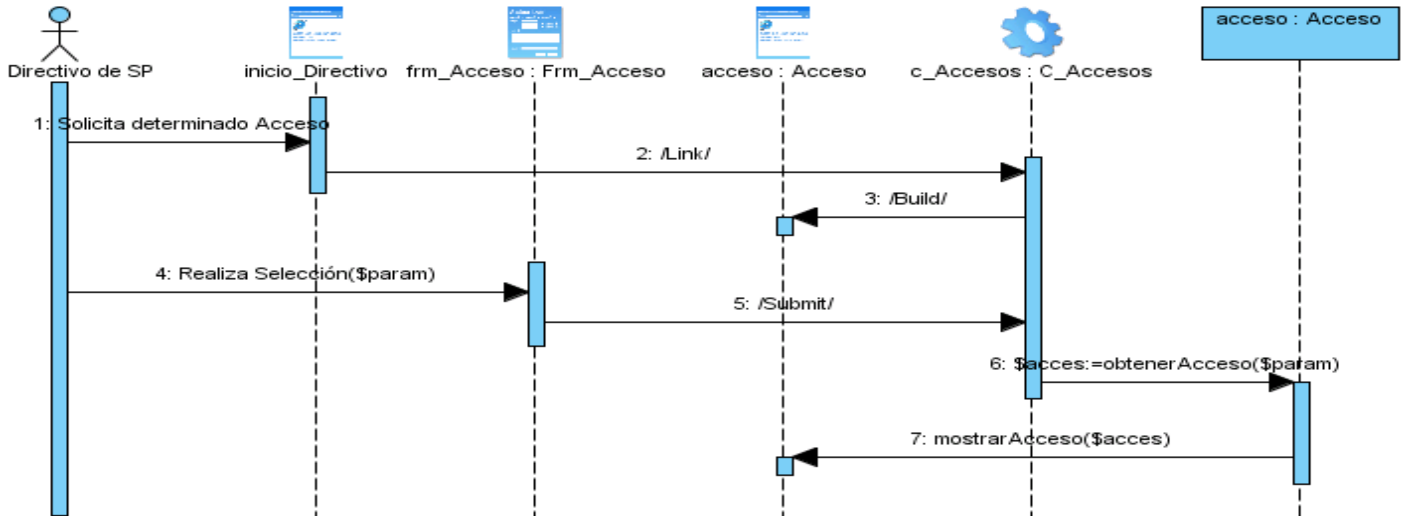 acceso : Acceso
Directivo de SP
inicio_Directivo
frm_Acceso : Frm_Acceso
acceso : Acceso
c_Accesos : C_Accesos
1: Solicita determinado Acceso
2: /Link/
3: /Build/
4: Realiza Selección($param)
5: /Submit/
6: $acces:=obtenerAcceso($param)
7: mostrarAcceso($acces)